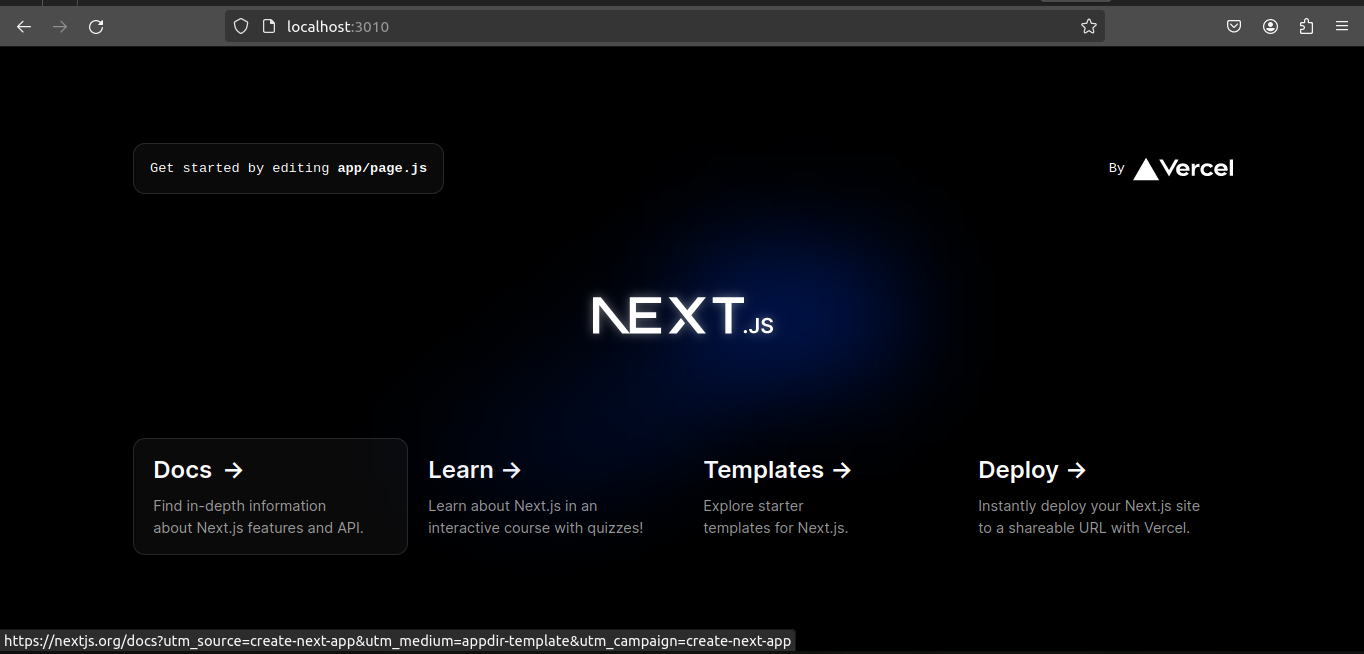 localhost:3010
Get started by editing app/page.js
By Vercel
NEXT.JS
Docs →
Find in-depth information
about Next.js features and API.
Learn →
Learn about Next.js in an
interactive course with quizzes!
Templates →
Explore starter
templates for Next.js.
Deploy →
Instantly deploy your Next.js site
to a shareable URL with Vercel.
https://nextjs.org/docs?utm_source=create-next-app&utm_medium=appdir-template&utm_campaign=create-next-app